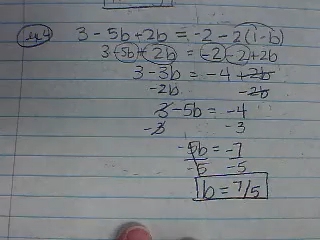 ex 4 3 - 5b + 2b = -2 - 2(1 - b)
3 - 5b + 2b = -2 - 2 + 2b
3 - 3b = -4 + 2b
-2b -2b
3 - 5b = -4
-3 -3
-5b = -7
-5 -5
b = 7/5